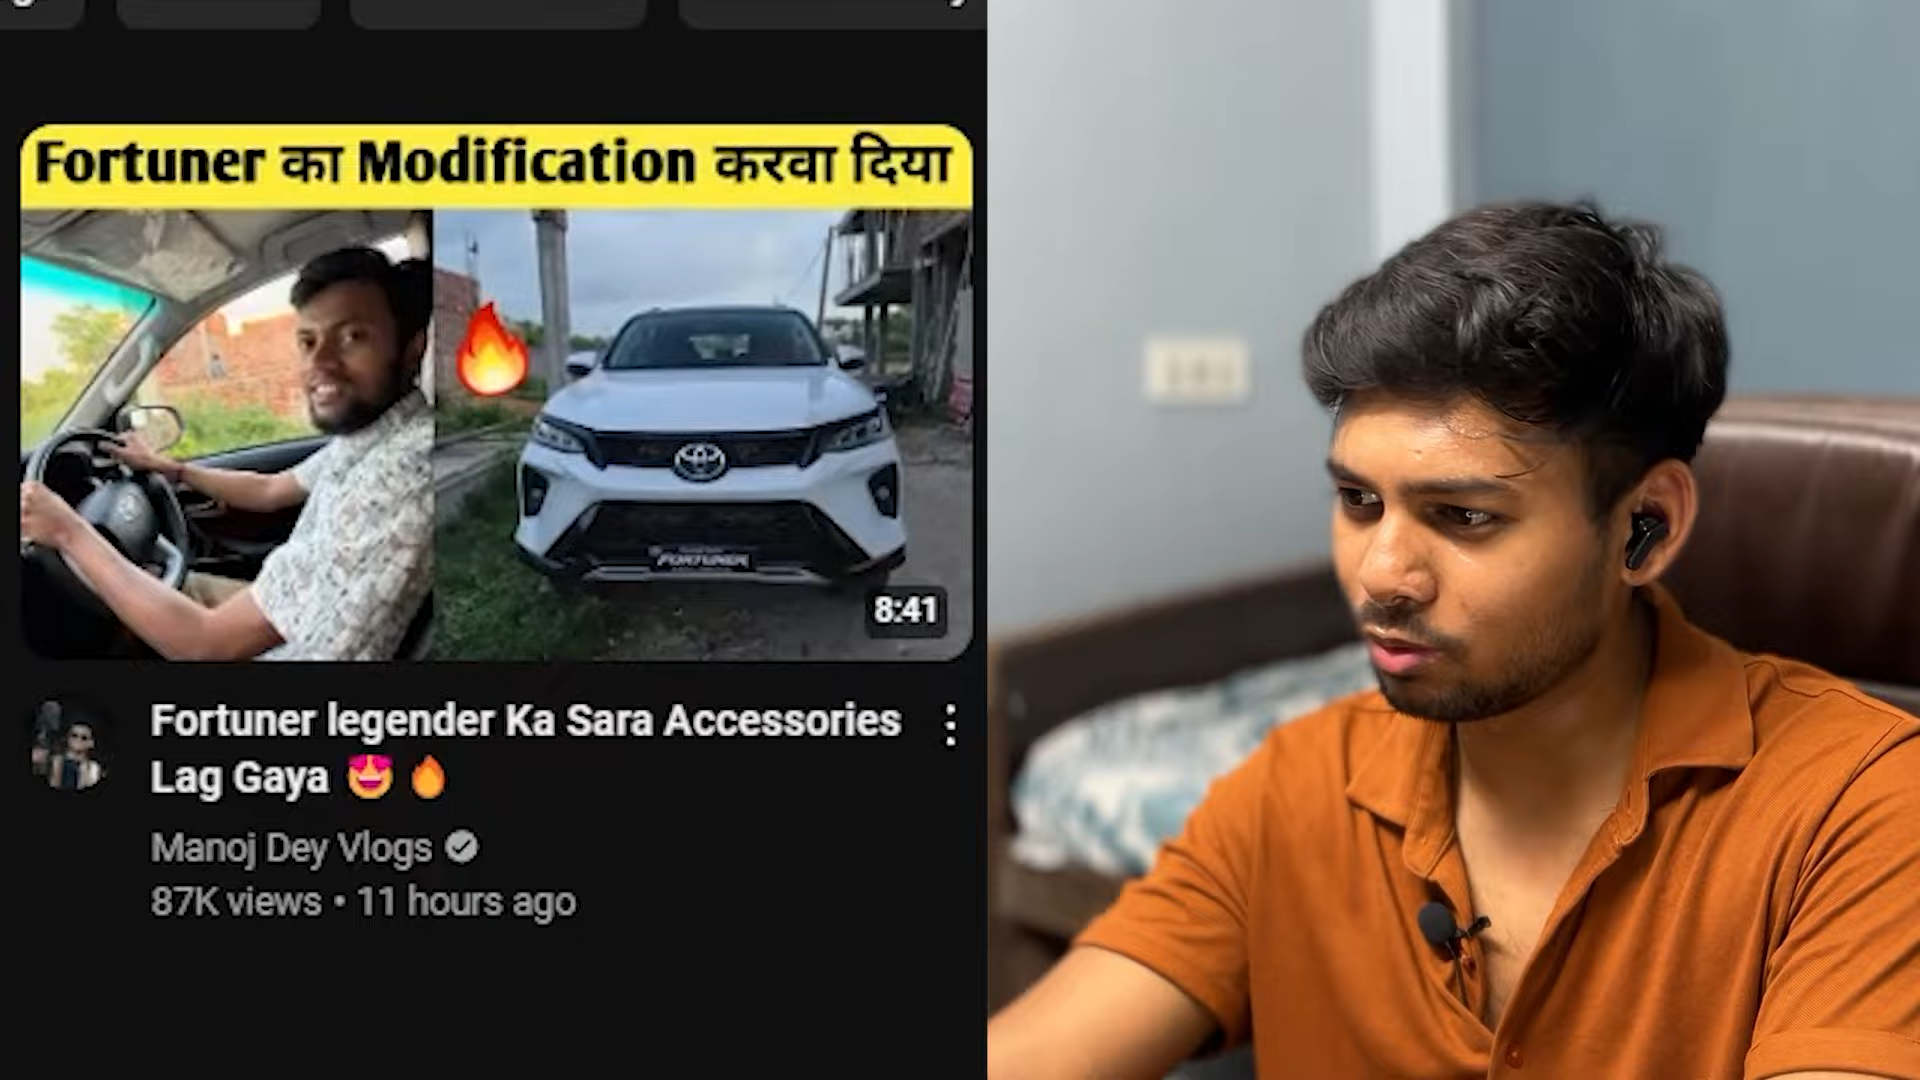 Fortuner का Modification करवा दिया
FORTUNER
8:41
Fortuner legender Ka Sara Accessories
Lag Gaya 😍 🔥
Manoj Dey Vlogs
87K views • 11 hours ago